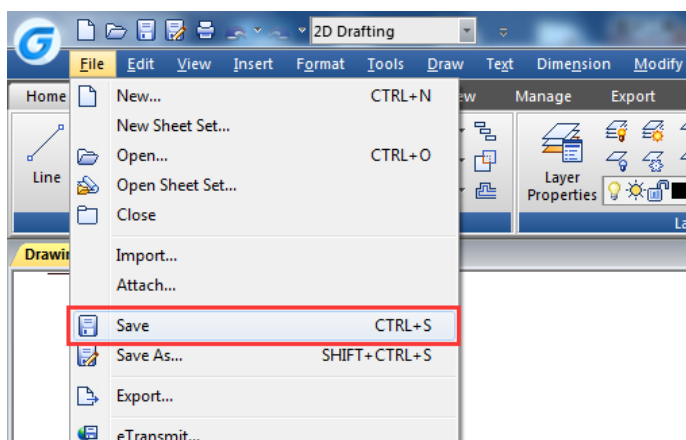 2D Drafting
File Edit View Insert Format Tools Draw Text Dimension Modify
Home Manage Export
New... CTRL+N
New Sheet Set...
Open... CTRL+O
Open Sheet Set...
Close
Import...
Attach...
Save CTRL+S
Save As... SHIFT+CTRL+S
Export...
eTransmit...
Line
Layer
Properties